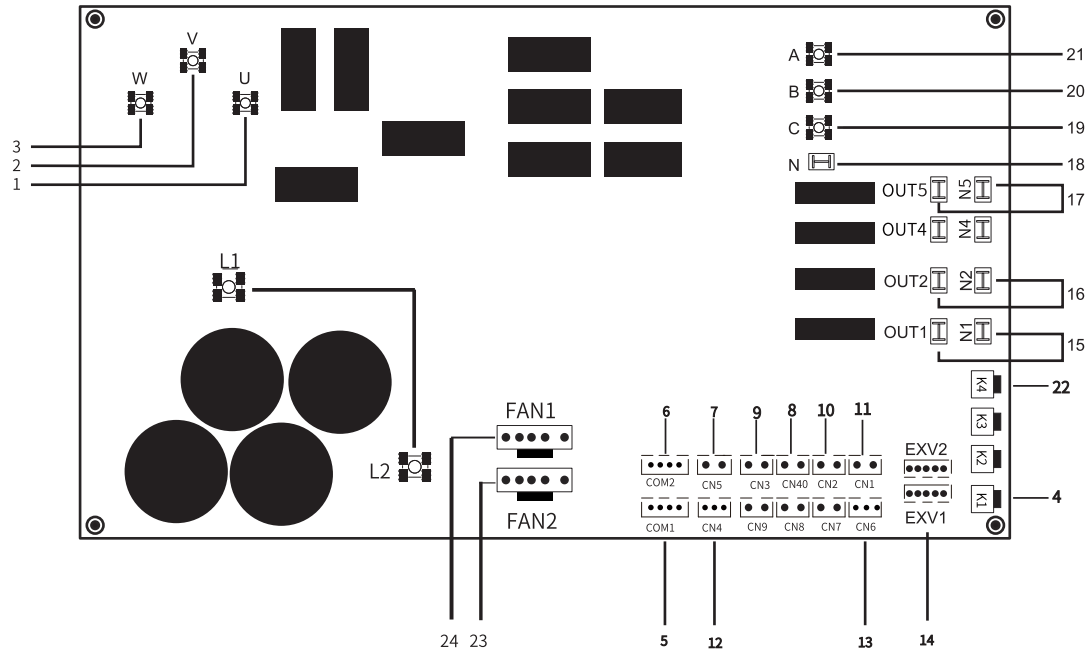 V
W
U
A
21
B
20
C
19
N
18
3
2
1
OUT5
N5
17
OUT4
N4
L1
OUT2
N2
16
OUT1
N1
15
K4
22
6
7
9
8
10
11
FAN1
K3
EXV2
K2
L2
COM2
CN5
CN3
CN40
CN2
CN1
K1
4
FAN2
COM1
CN4
CN9
CN8
CN7
CN6
EXV1
24
23
5
12
13
14